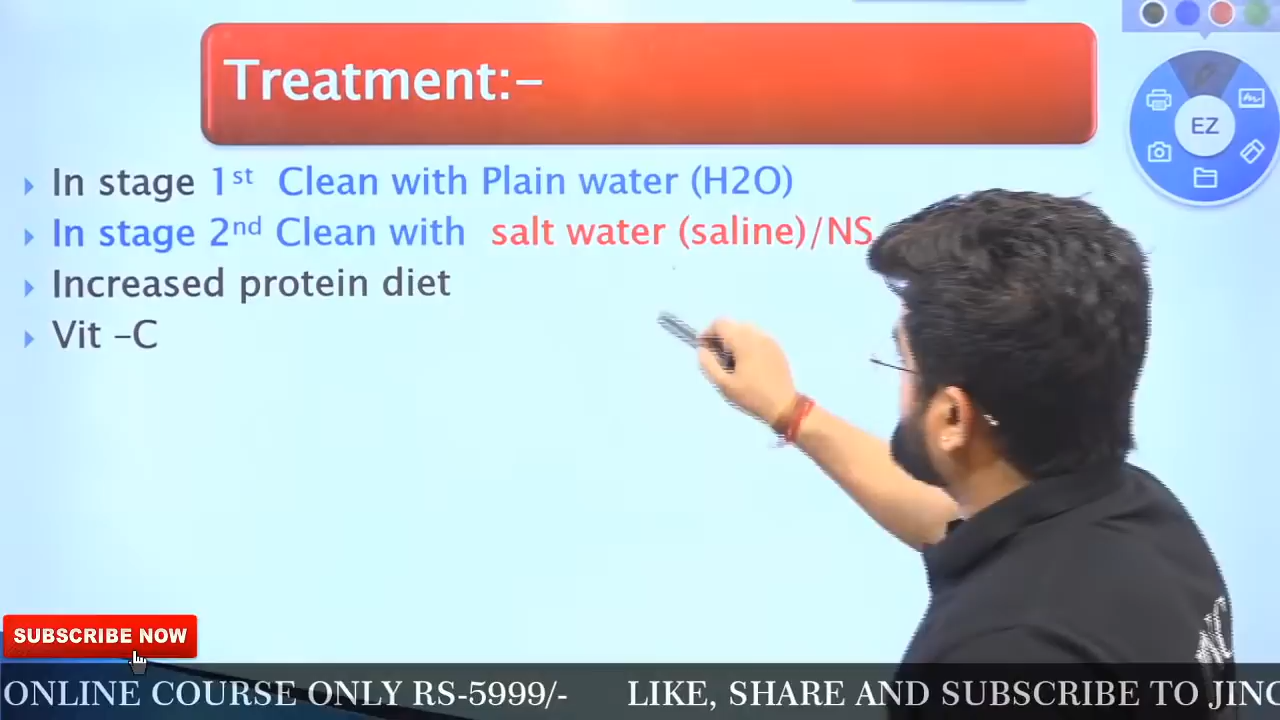 Treatment:-
EZ
In stage 1st Clean with Plain water (H2O)
In stage 2nd Clean with salt water (saline)/NS
Increased protein diet
Vit -C
SUBSCRIBE NOW
ONLINE COURSE ONLY RS-5999/- LIKE, SHARE AND SUBSCRIBE TO